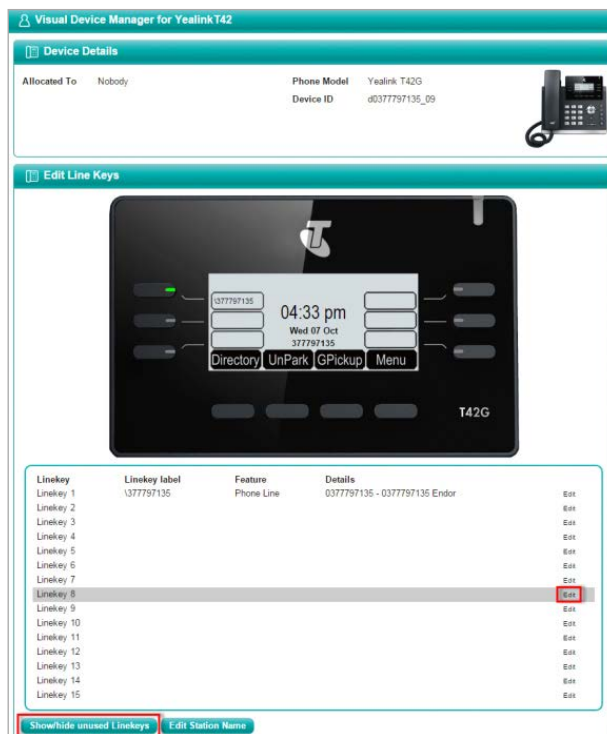 Visual Device Manager for YealinkT42
Device Details
Allocated To Nobody Phone Model Yealink T42G
Device ID d0377797135_09
Edit Line Keys
\377797135
04:33 pm
Wed 07 Oct
377797135
Directory UnPark GPickup Menu
T42G
Linekey Linekey label Feature Details
Linekey 1 \377797135 Phone Line 0377797135 - 0377797135 Endor Edit
Linekey 2 Edit
Linekey 3 Edit
Linekey 4 Edit
Linekey 5 Edit
Linekey 6 Edit
Linekey 7 Edit
Linekey 8 Edit
Linekey 9 Edit
Linekey 10 Edit
Linekey 11 Edit
Linekey 12 Edit
Linekey 13 Edit
Linekey 14 Edit
Linekey 15 Edit
Show/hide unused Linekeys Edit Station Name